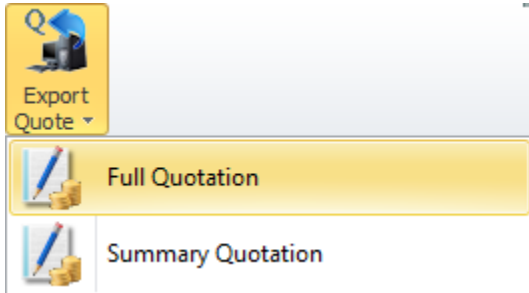 Q
Export
Quote
Full Quotation
Summary Quotation